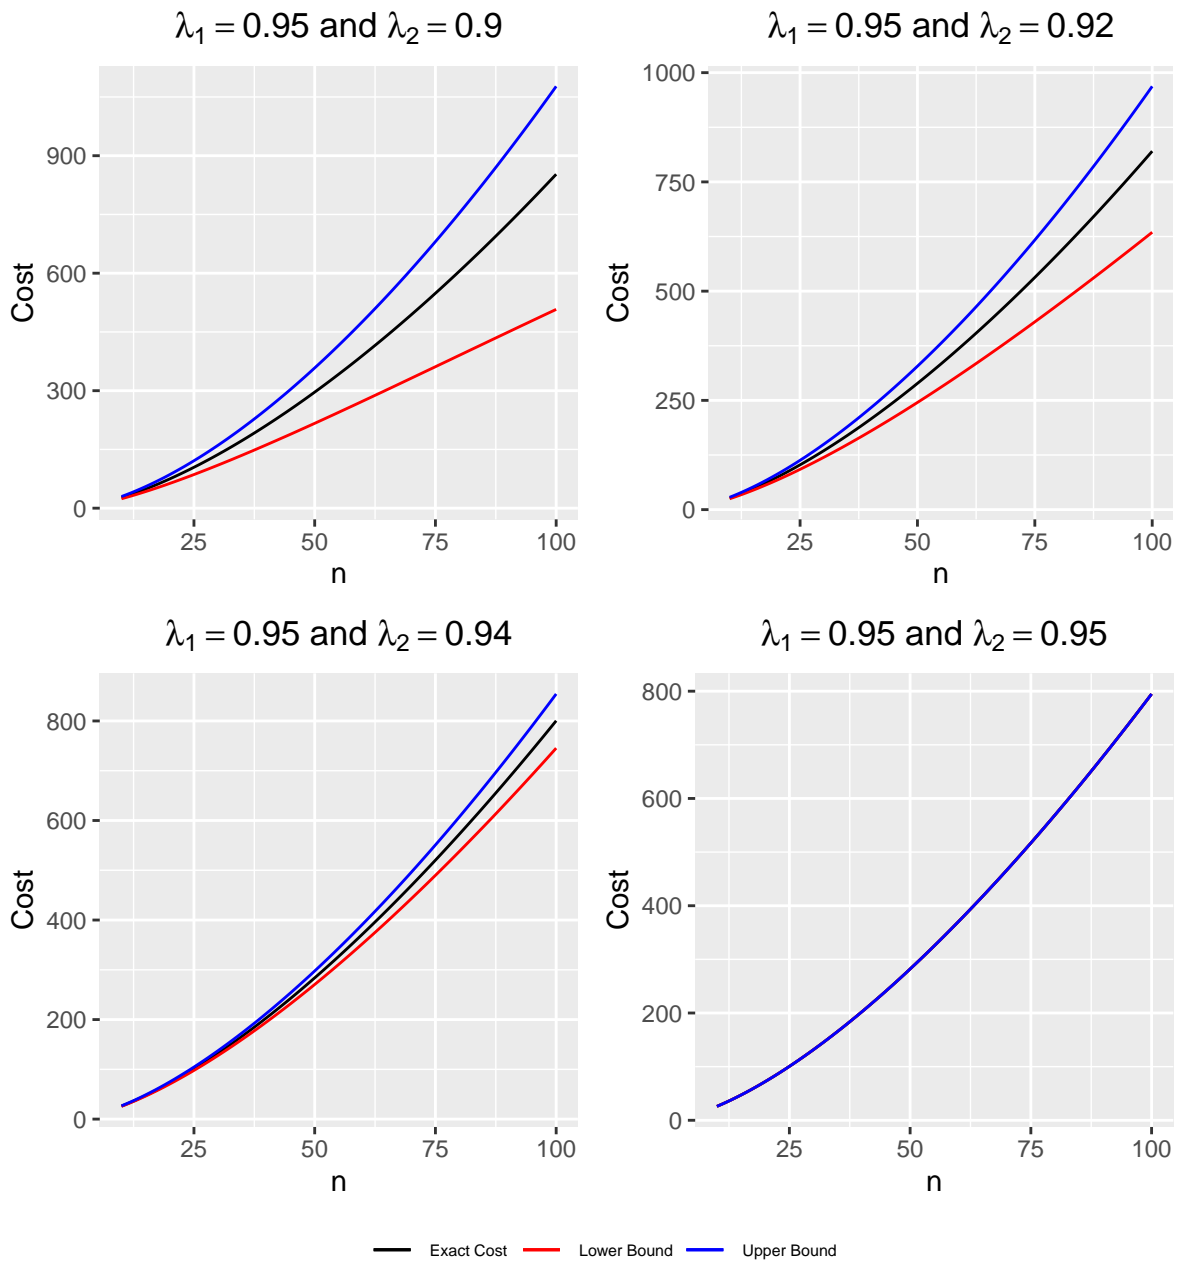 λ₁ = 0.95 and λ₂ = 0.9
Cost
900
600
300
0
25 50 75 100
n
λ₁ = 0.95 and λ₂ = 0.92
Cost
1000
750
500
250
0
25 50 75 100
n
λ₁ = 0.95 and λ₂ = 0.94
Cost
800
600
400
200
0
25 50 75 100
n
λ₁ = 0.95 and λ₂ = 0.95
Cost
800
600
400
200
0
25 50 75 100
n
Exact Cost Lower Bound Upper Bound